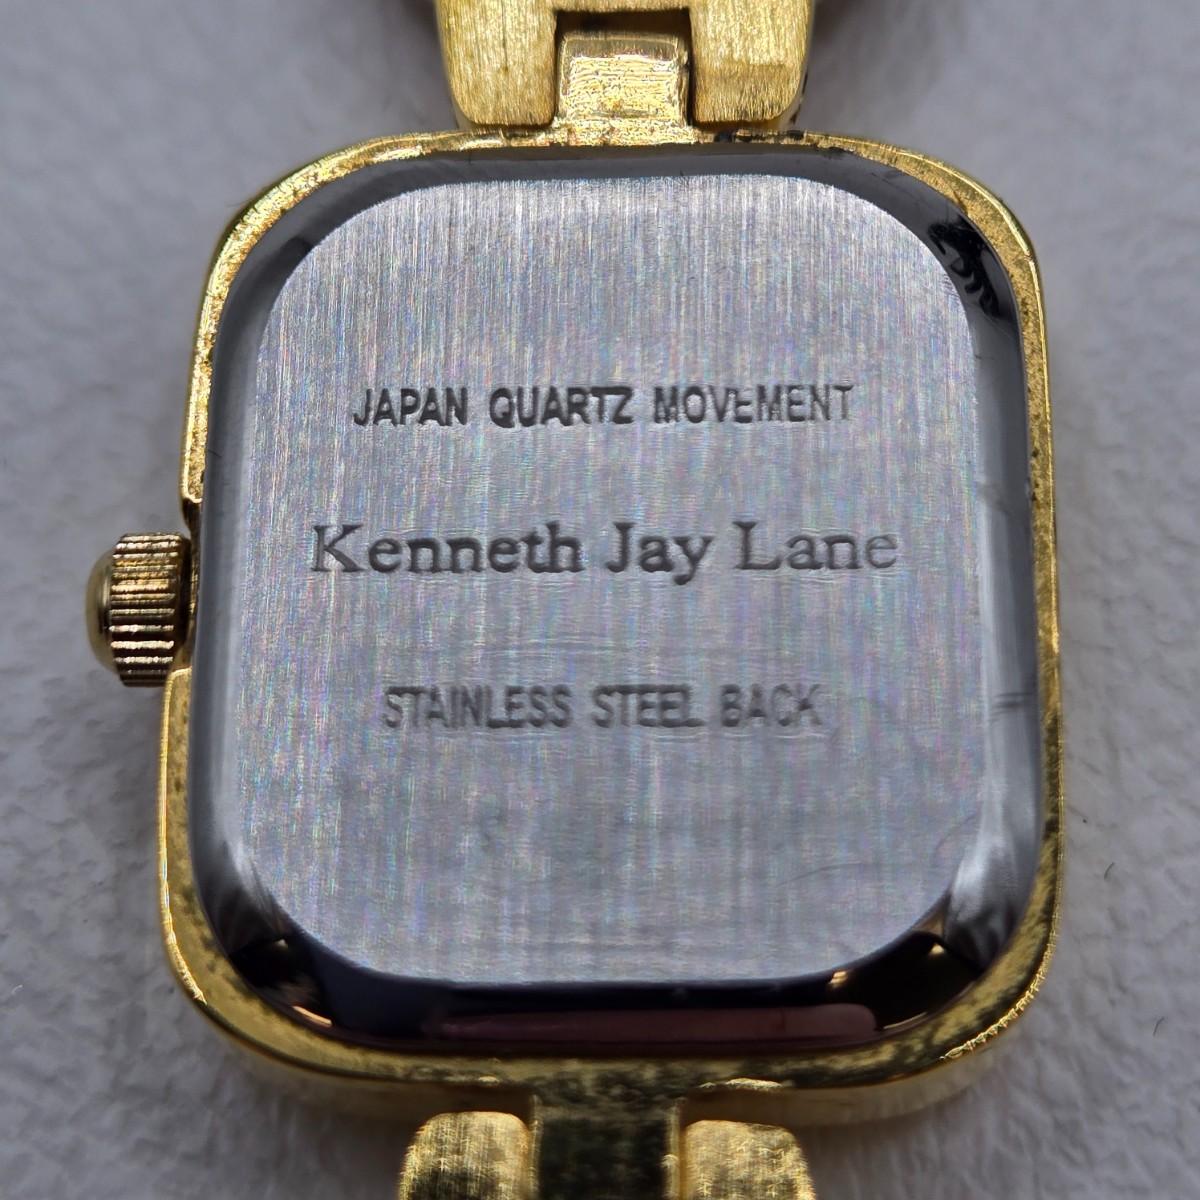 JAPAN QUARTZ MOVEMENT
Kenneth Jay Lane
STAINLESS STEEL BACK